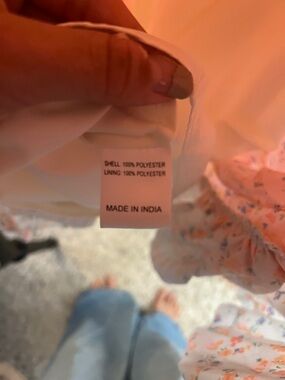 SHELL: 100% POLYESTER
LINING: 100% POLYESTER
MADE IN INDIA